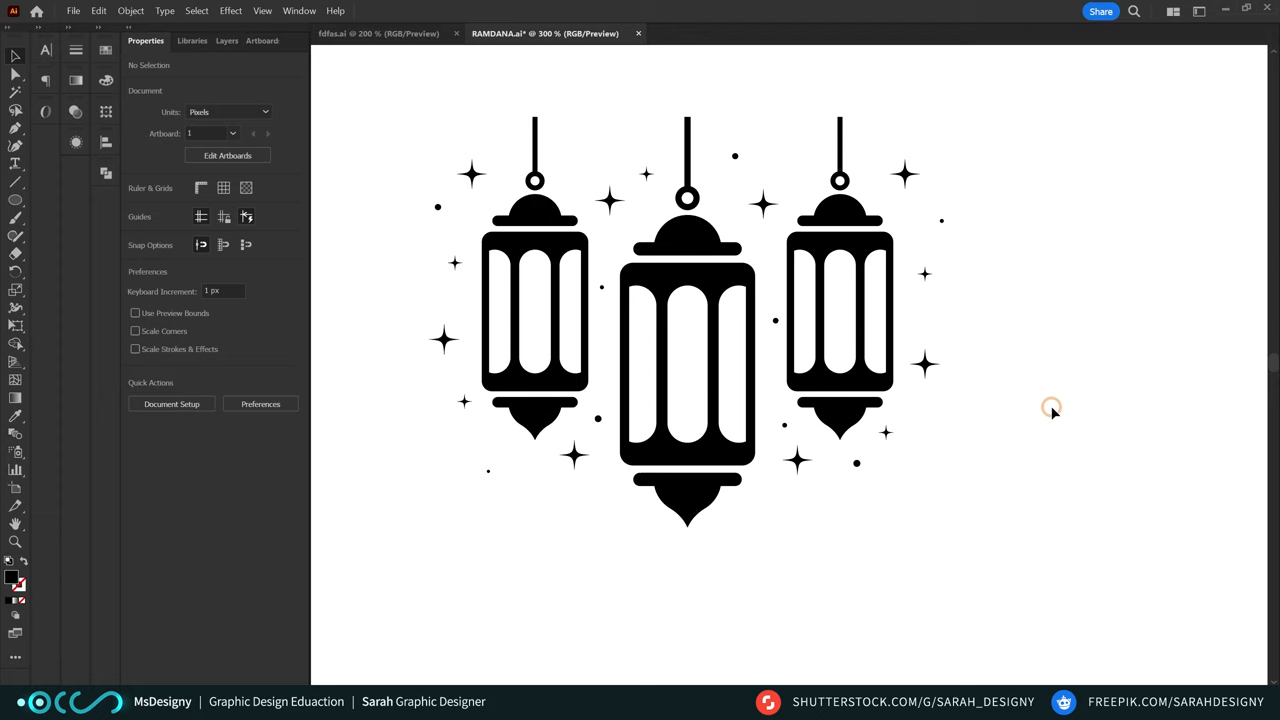 Ai
File Edit Object Type Select Effect View Window Help
Share
fdfas.ai @ 200 % (RGB/Preview)
RAMDANA.ai* @ 300 % (RGB/Preview)
Properties Libraries Layers Artboard:
No Selection
Document
Units: Pixels
Artboard: 1
Edit Artboards
Ruler & Grids
Guides
Snap Options
Preferences
Keyboard Increment: 1 px
Use Preview Bounds
Scale Corners
Scale Strokes & Effects
Quick Actions
Document Setup Preferences
MsDesigny | Graphic Design Eduaction | Sarah Graphic Designer
SHUTTERSTOCK.COM/G/SARAH_DESIGNY
FREEPIK.COM/SARAHDESIGNY